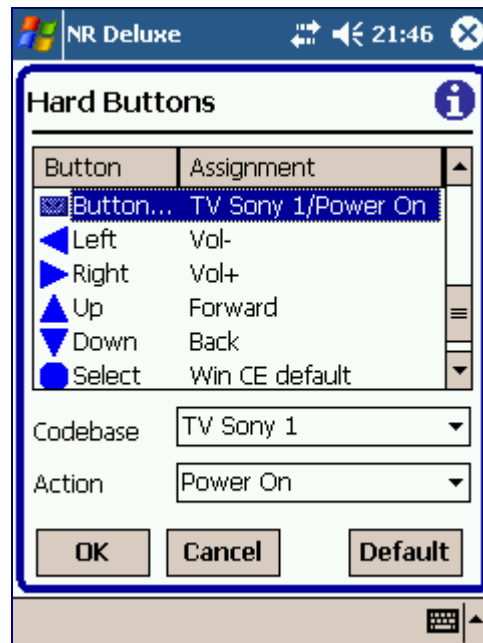 NR Deluxe 21:46
Hard Buttons
Button Assignment
Button... TV Sony 1/Power On
Left Vol-
Right Vol+
Up Forward
Down Back
Select Win CE default
Codebase TV Sony 1
Action Power On
OK Cancel Default